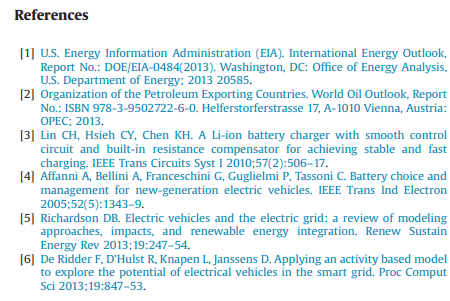 References
[1] U.S. Energy Information Administration (EIA). International Energy Outlook,
Report No.: DOE/EIA-0484(2013). Washington, DC: Office of Energy Analysis,
U.S. Department of Energy; 2013 20585.
[2] Organization of the Petroleum Exporting Countries. World Oil Outlook, Report
No.: ISBN 978-3-9502722-6-0. Helferstorferstrasse 17, A-1010 Vienna, Austria:
OPEC; 2013.
[3] Lin CH, Hsieh CY, Chen KH. A Li-ion battery charger with smooth control
circuit and built-in resistance compensator for achieving stable and fast
charging. IEEE Trans Circuits Syst I 2010;57(2):506–17.
[4] Affanni A, Bellini A, Franceschini G, Guglielmi P, Tassoni C. Battery choice and
management for new-generation electric vehicles. IEEE Trans Ind Electron
2005;52(5):1343–9.
[5] Richardson DB. Electric vehicles and the electric grid: a review of modeling
approaches, impacts, and renewable energy integration. Renew Sustain
Energy Rev 2013;19:247–54.
[6] De Ridder F, D'Hulst R, Knapen L, Janssens D. Applying an activity based model
to explore the potential of electrical vehicles in the smart grid. Proc Comput
Sci 2013;19:847–53.